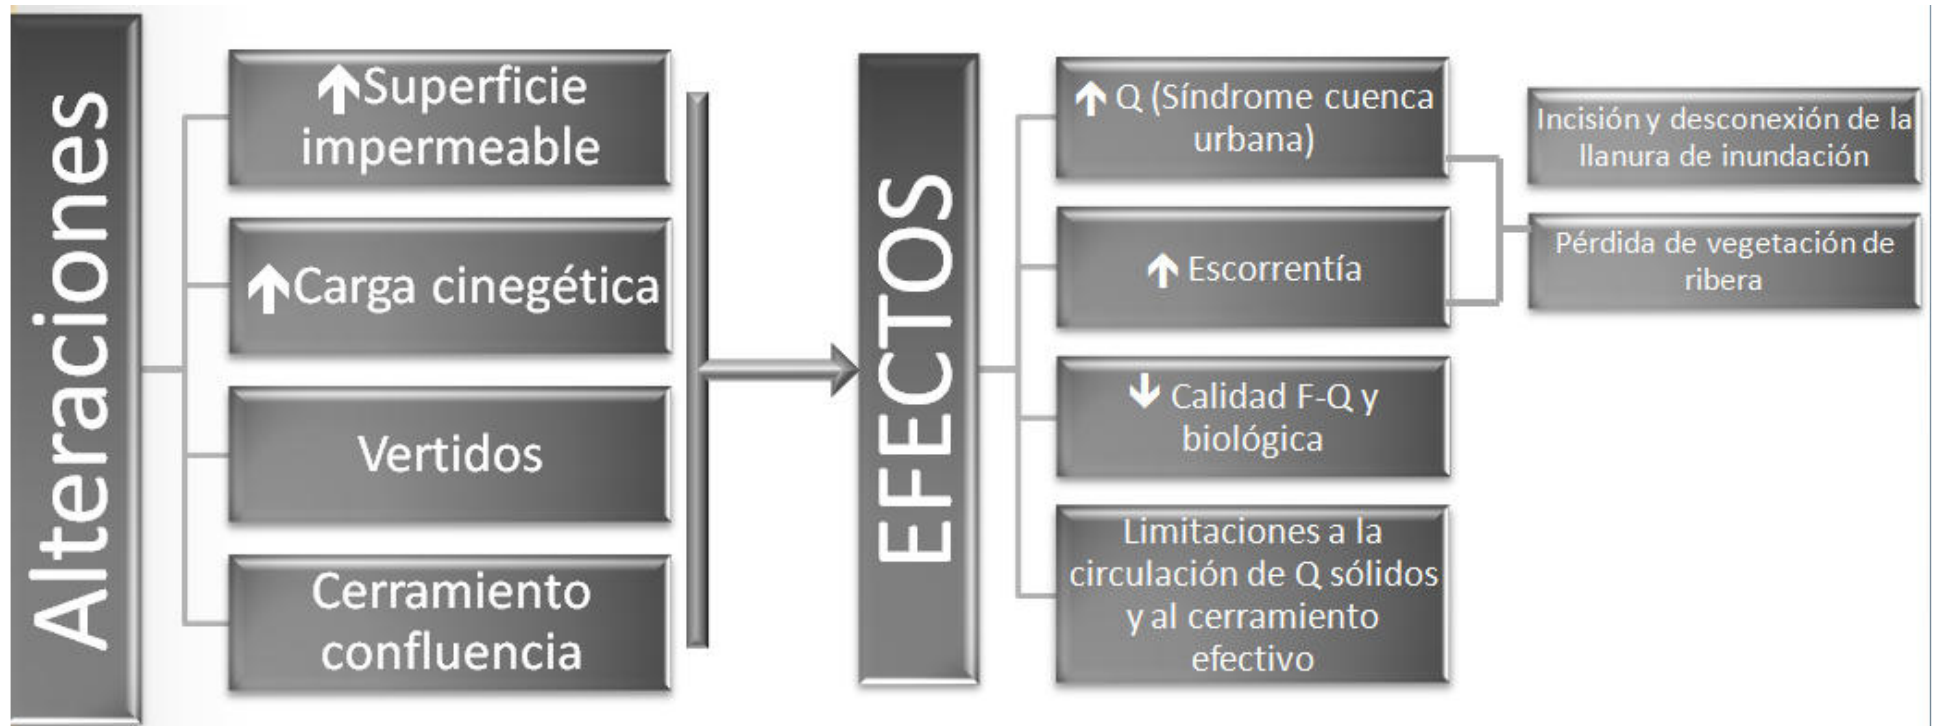 Alteraciones
↑Superficie
impermeable
↑Carga cinegética
Vertidos
Cerramiento
confluencia
EFECTOS
↑ Q (Síndrome cuenca
urbana)
↑ Escorrentía
↓ Calidad F-Q y
biológica
Limitaciones a la
circulación de Q sólidos
y al cerramiento
efectivo
Incisión y desconexión de la
llanura de inundación
Pérdida de vegetación de
ribera